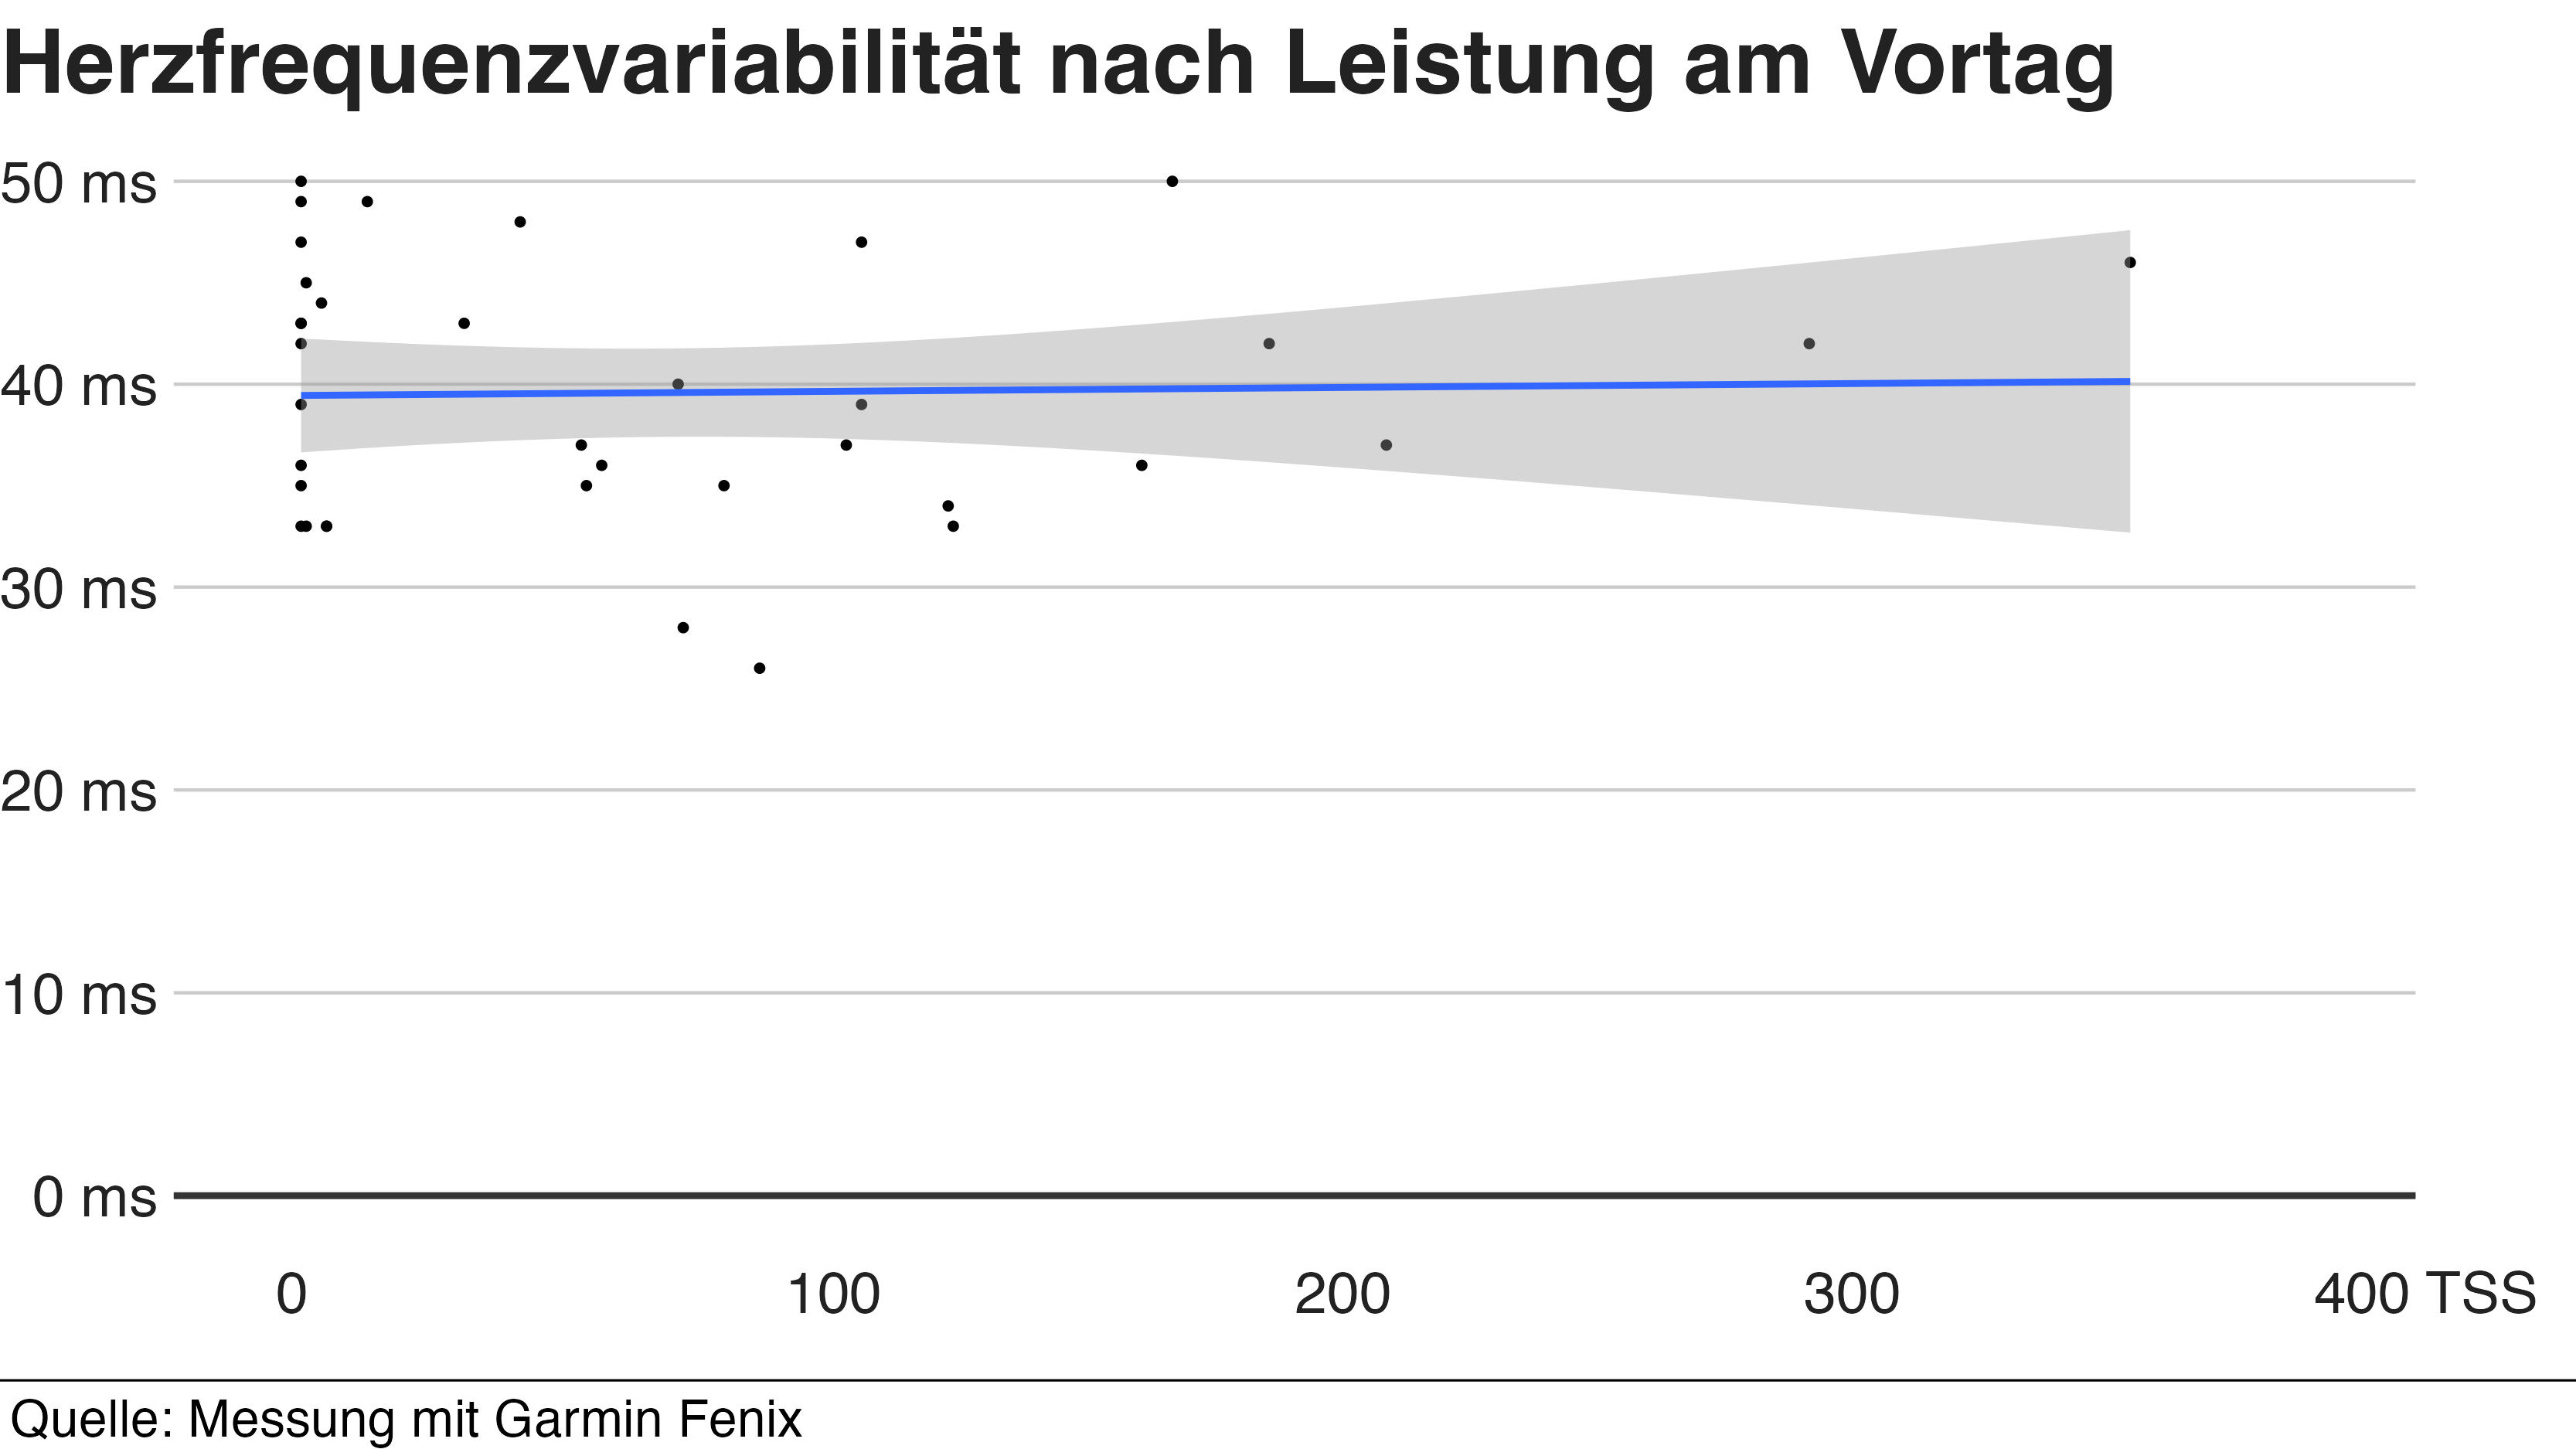 Herzfrequenzvariabilität nach Leistung am Vortag
50 ms
40 ms
30 ms
20 ms
10 ms
0 ms
0 100 200 300 400 TSS
Quelle: Messung mit Garmin Fenix